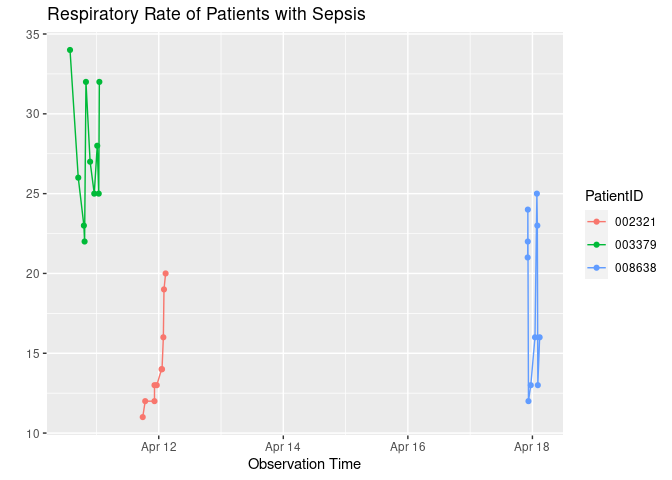 Respiratory Rate of Patients with Sepsis
35
30
25
20
15
10
Apr 12
Apr 14
Apr 16
Apr 18
Observation Time
PatientID
002321
003379
008638